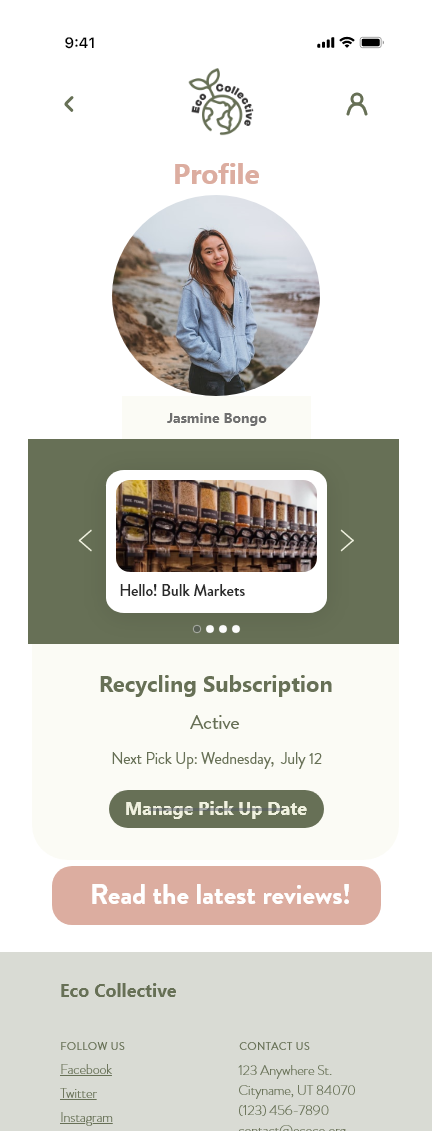 9:41
Eco Collective
Profile
Jasmine Bongo
Hello! Bulk Markets
Recycling Subscription
Active
Next Pick Up: Wednesday, July 12
Manage Pick Up Date
Read the latest reviews!
Eco Collective
FOLLOW US
Facebook
Twitter
Instagram
CONTACT US
123 Anywhere St.
Cityname, UT 84070
(123) 456-7890